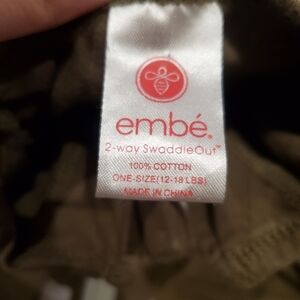 embé®
2-way SwaddleOut™
100% COTTON
ONE-SIZE(12-18 LBS)
MADE IN CHINA